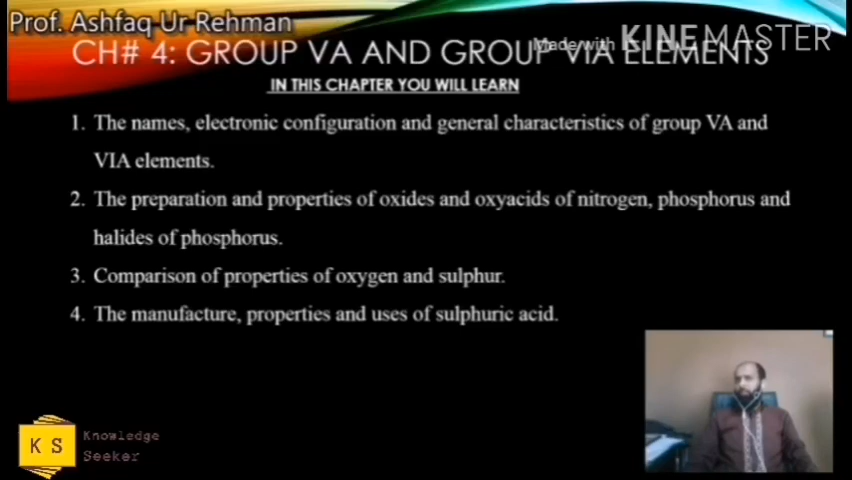 Prof. Ashfaq Ur Rehman
Made with KINEMASTER
CH# 4: GROUP VA AND GROUP VIA ELEMENTS
IN THIS CHAPTER YOU WILL LEARN
1. The names, electronic configuration and general characteristics of group VA and
VIA elements.
2. The preparation and properties of oxides and oxyacids of nitrogen, phosphorus and
halides of phosphorus.
3. Comparison of properties of oxygen and sulphur.
4. The manufacture, properties and uses of sulphuric acid.
K S
Knowledge
Seeker